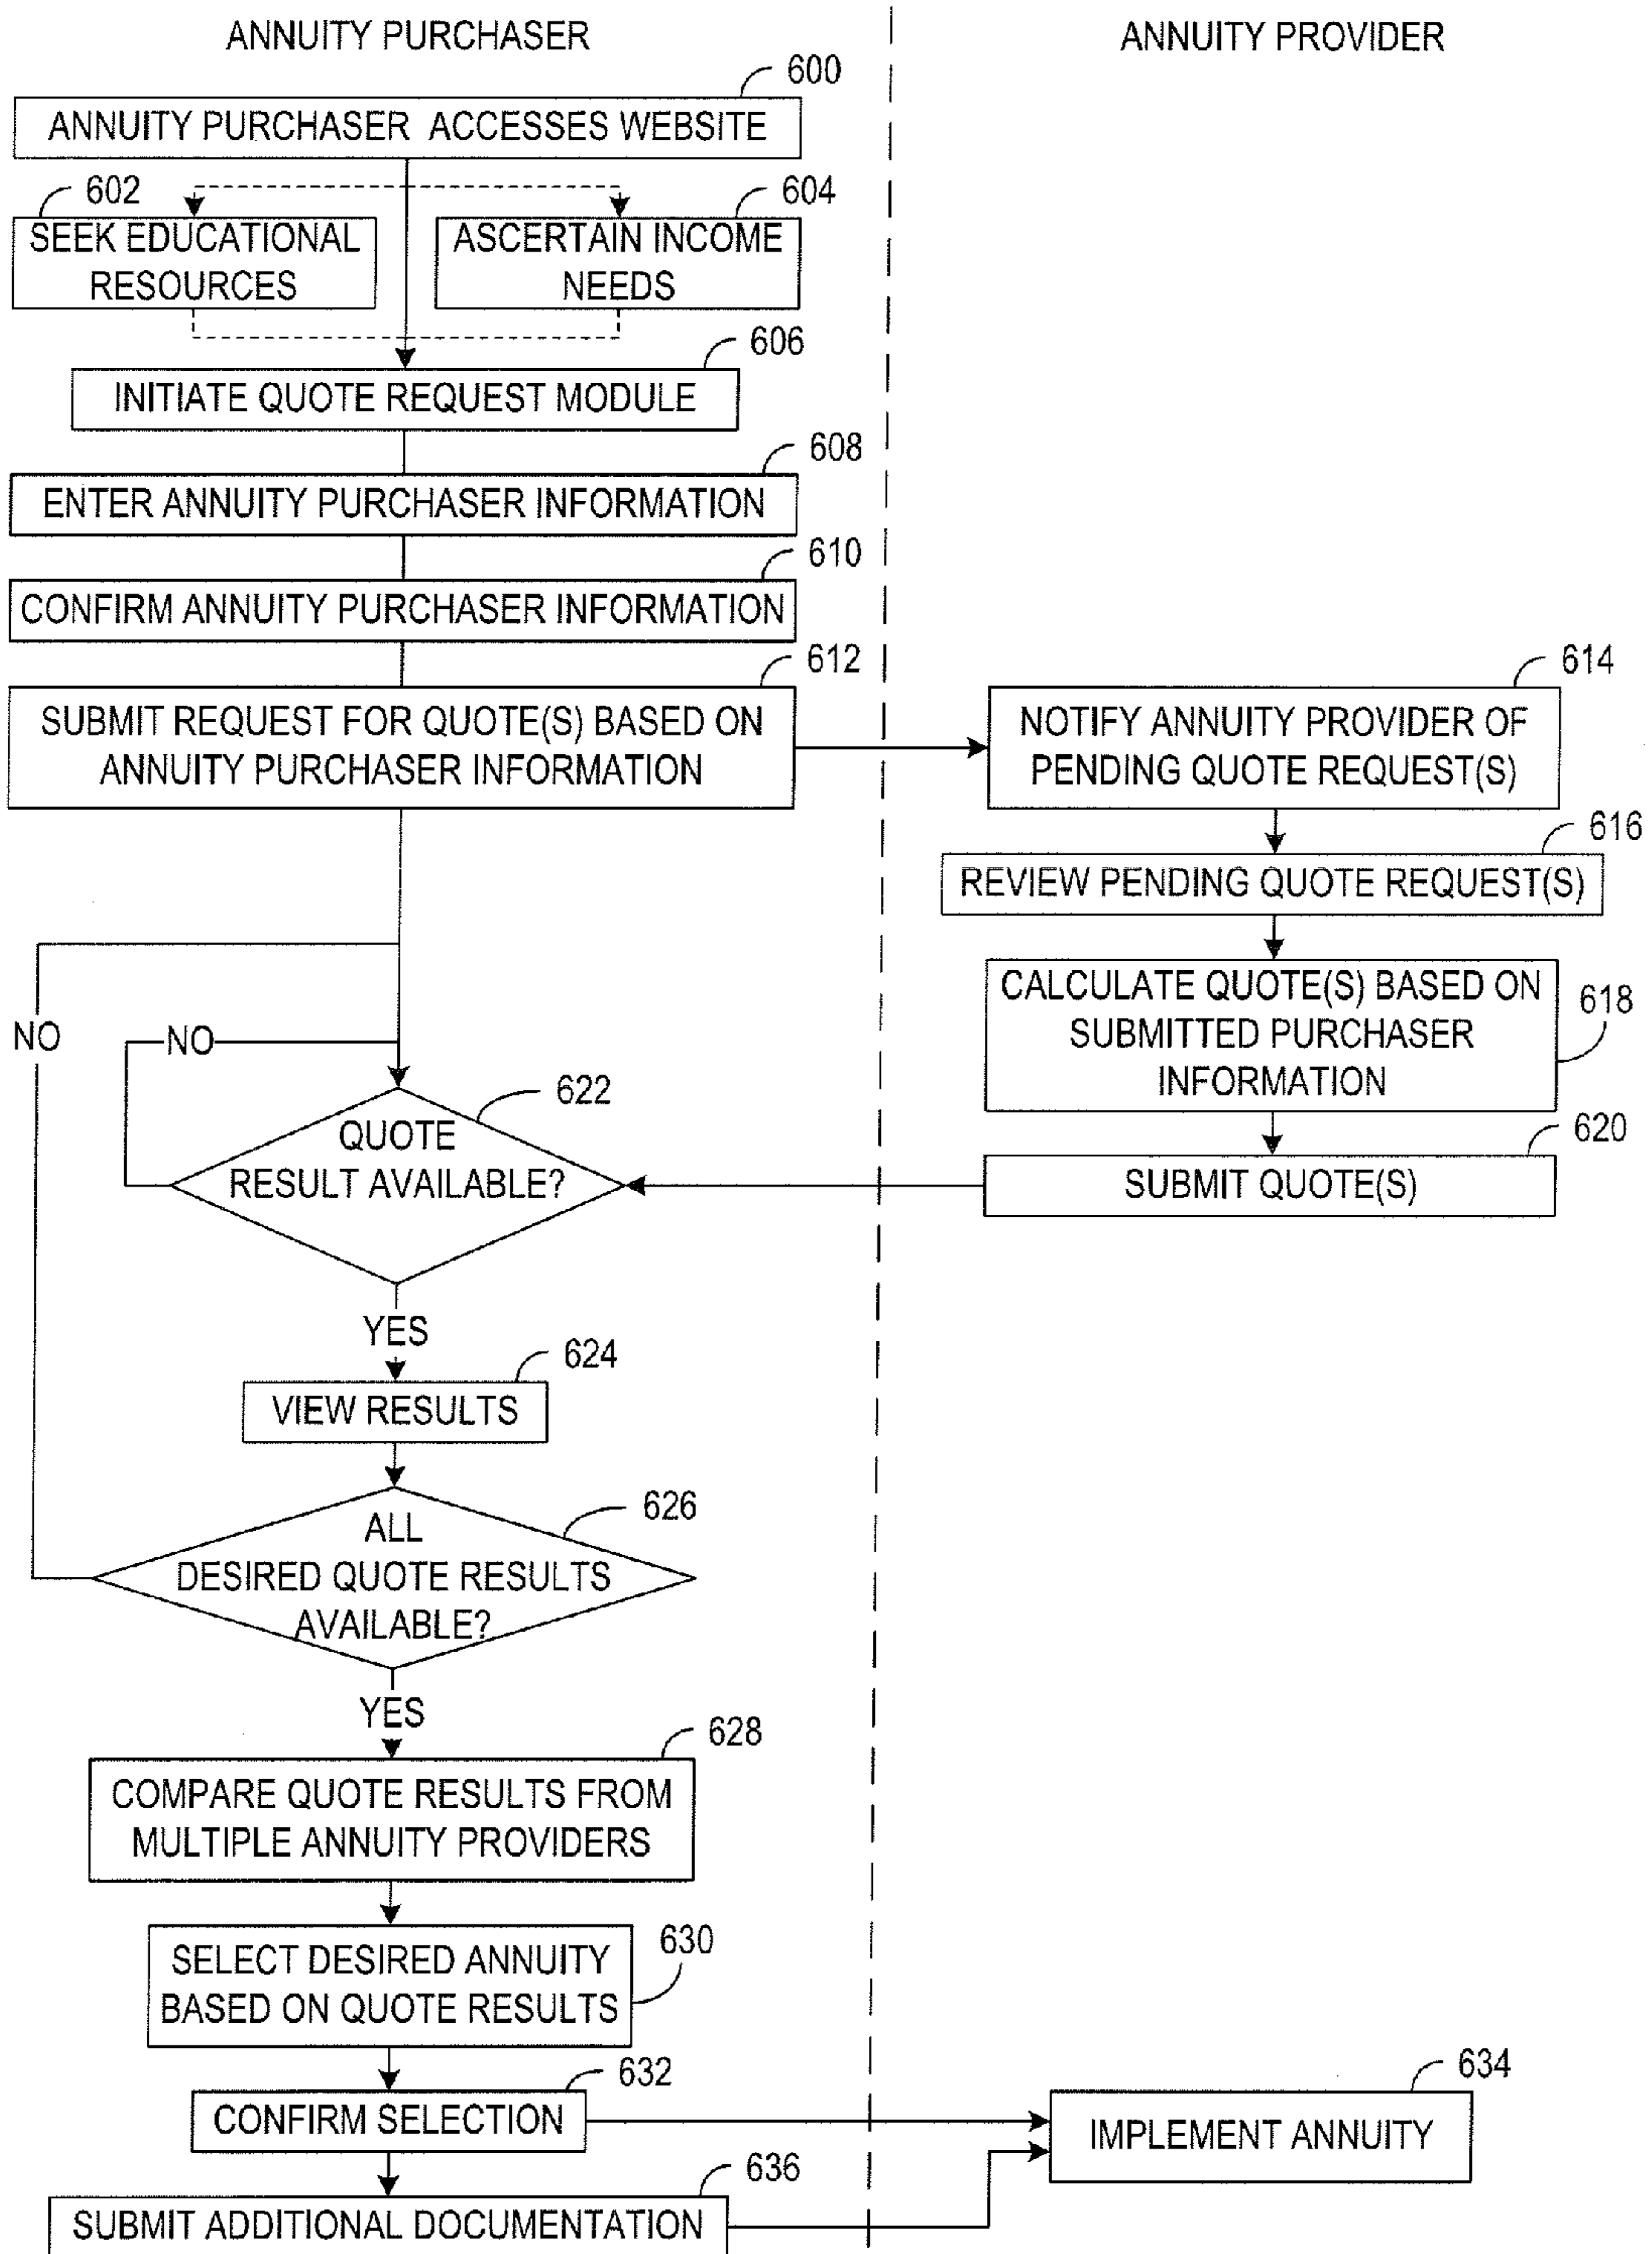 ANNUITY PURCHASER
ANNUITY PROVIDER
600
ANNUITY PURCHASER ACCESSES WEBSITE
602
604
SEEK EDUCATIONAL
RESOURCES
ASCERTAIN INCOME
NEEDS
606
INITIATE QUOTE REQUEST MODULE
608
ENTER ANNUITY PURCHASER INFORMATION
610
CONFIRM ANNUITY PURCHASER INFORMATION
612
SUBMIT REQUEST FOR QUOTE(S) BASED ON
ANNUITY PURCHASER INFORMATION
614
NOTIFY ANNUITY PROVIDER OF
PENDING QUOTE REQUEST(S)
616
REVIEW PENDING QUOTE REQUEST(S)
CALCULATE QUOTE(S) BASED ON
SUBMITTED PURCHASER
INFORMATION
618
620
SUBMIT QUOTE(S)
NO
NO
622
QUOTE
RESULT AVAILABLE?
YES
624
VIEW RESULTS
626
ALL
DESIRED QUOTE RESULTS
AVAILABLE?
YES
628
COMPARE QUOTE RESULTS FROM
MULTIPLE ANNUITY PROVIDERS
630
SELECT DESIRED ANNUITY
BASED ON QUOTE RESULTS
632
CONFIRM SELECTION
634
IMPLEMENT ANNUITY
636
SUBMIT ADDITIONAL DOCUMENTATION